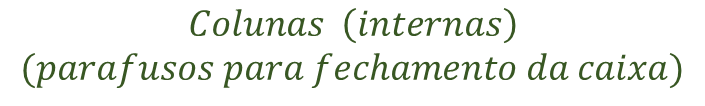 Colunas (internas)
(parafusos para fechamento da caixa)